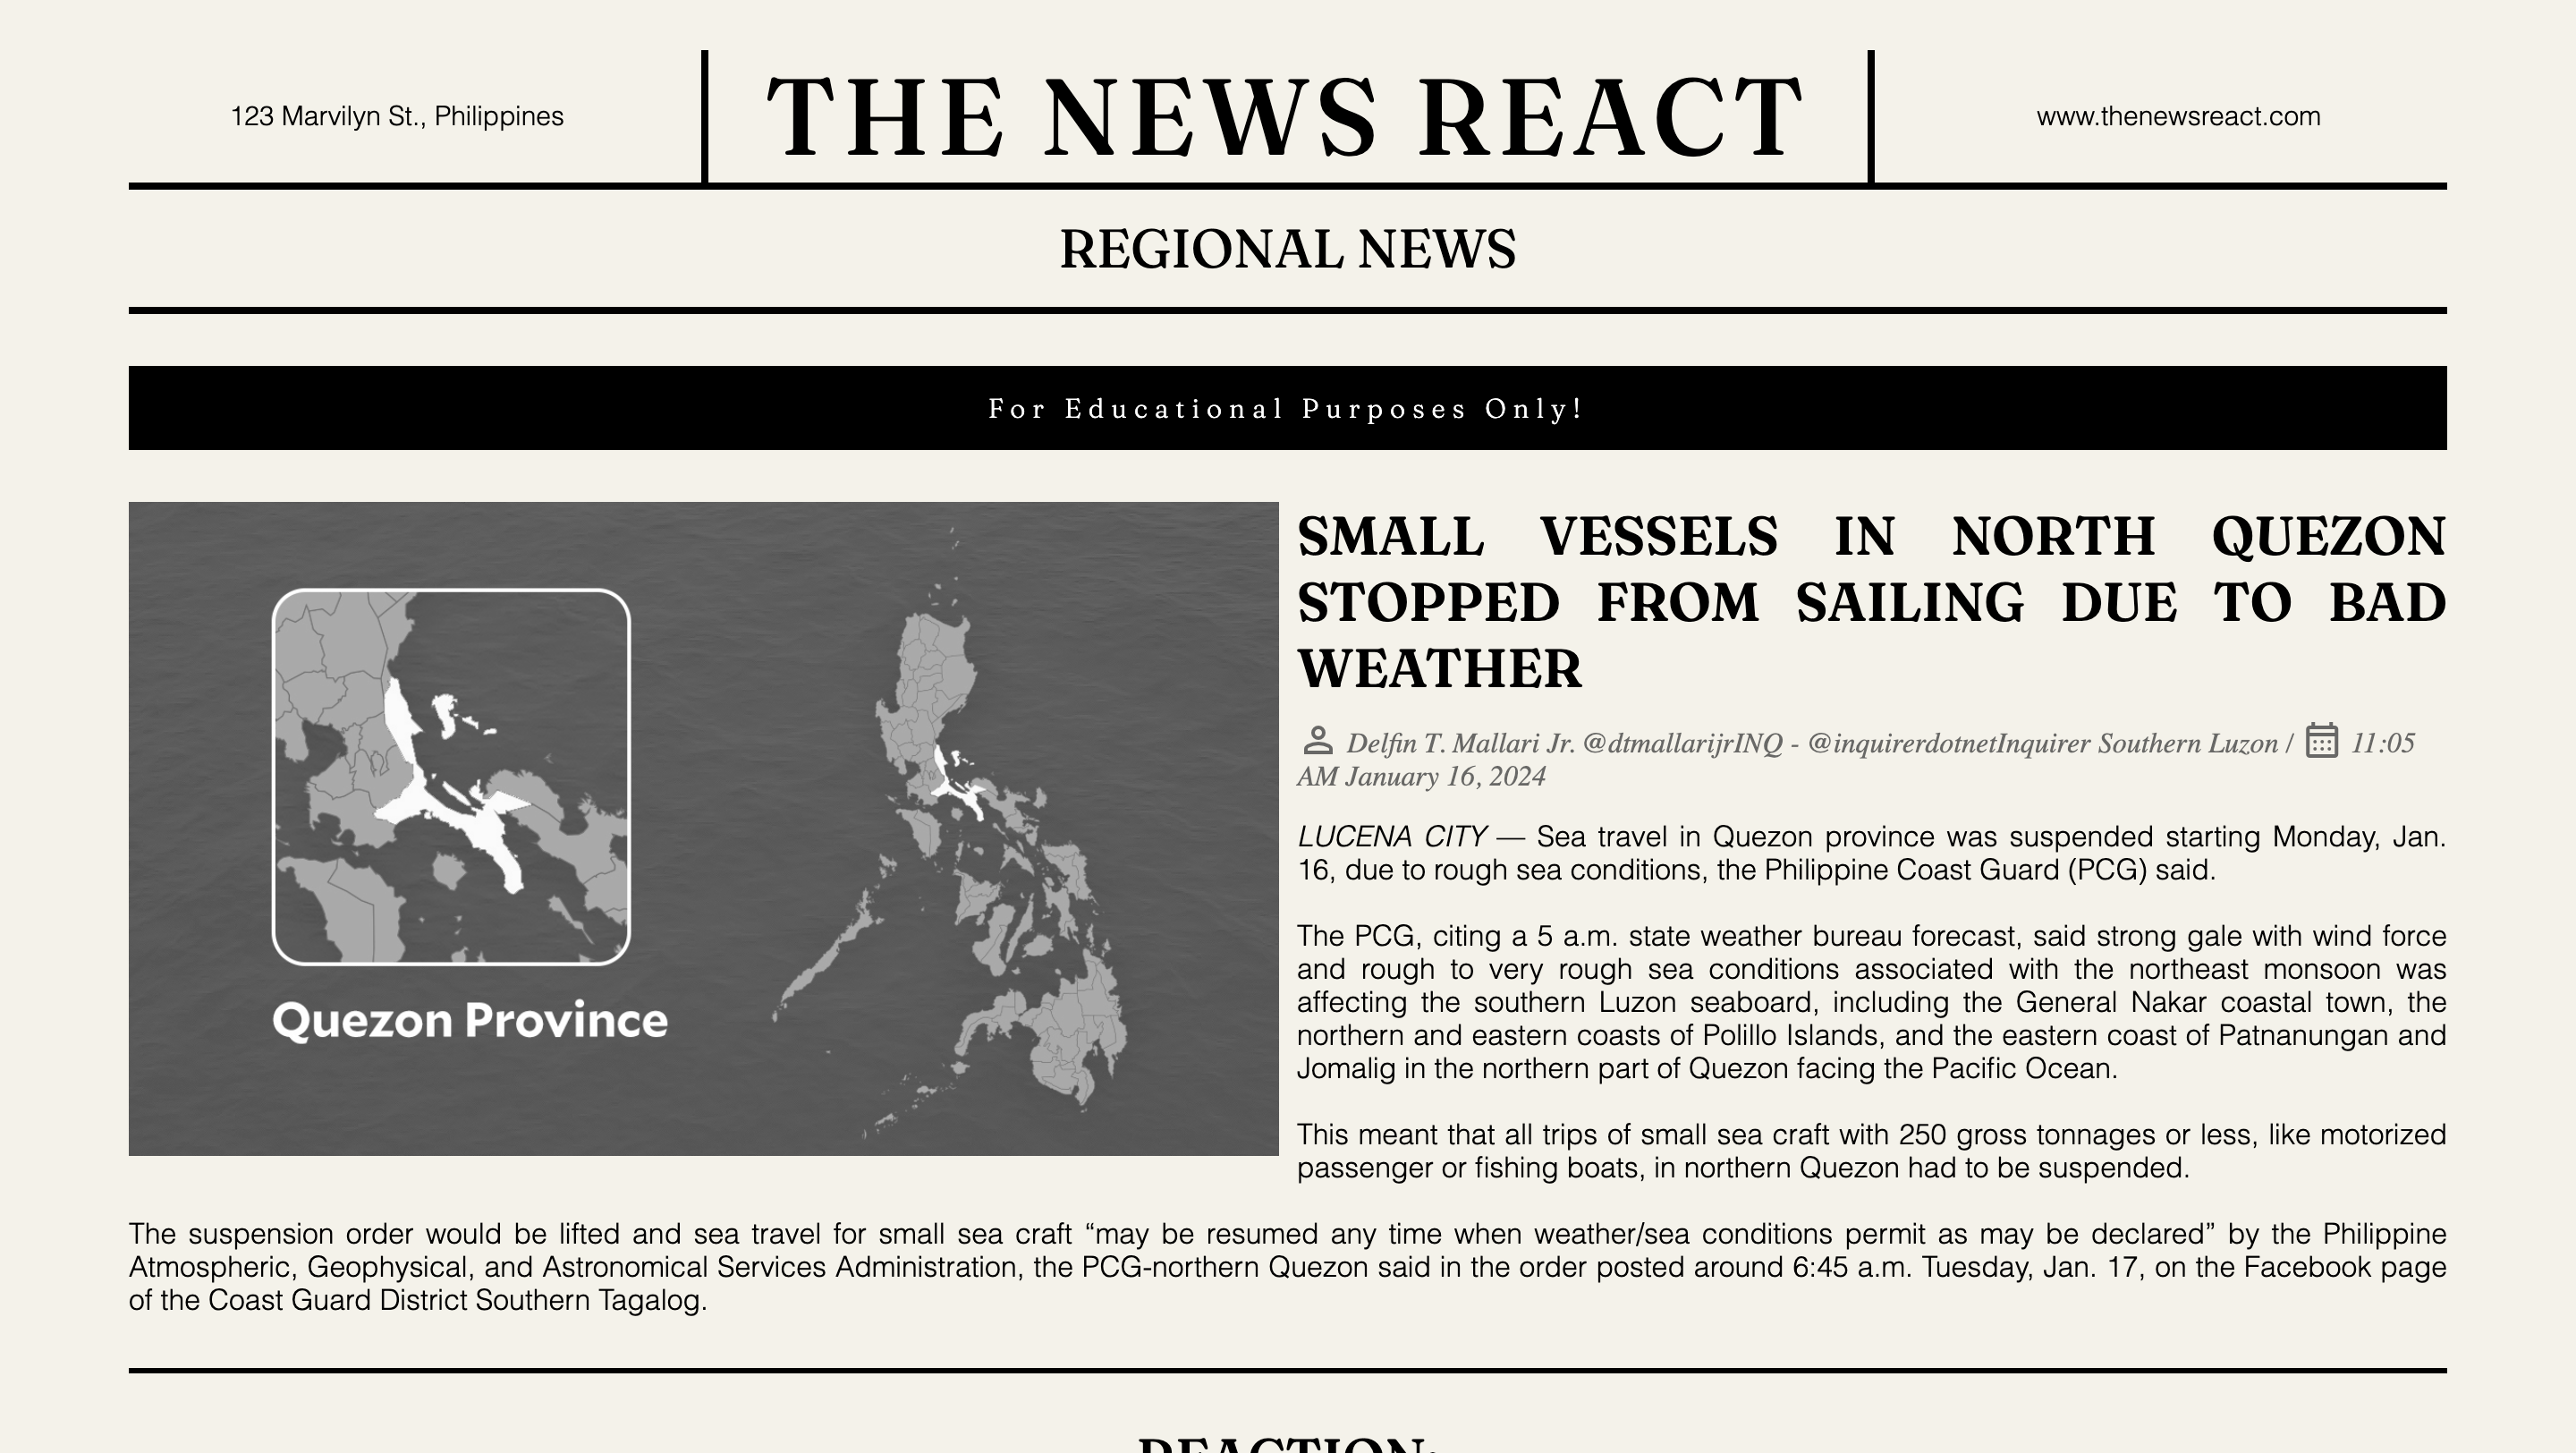 123 Marvilyn St., Philippines
THE NEWS REACT
www.thenewsreact.com
REGIONAL NEWS
For Educational Purposes Only!
Quezon Province
SMALL VESSELS IN NORTH QUEZON
STOPPED FROM SAILING DUE TO BAD
WEATHER
Delfin T. Mallari Jr. @dtmallarijrINQ - @inquirerdotnetInquirer Southern Luzon / 11:05
AM January 16, 2024
LUCENA CITY — Sea travel in Quezon province was suspended starting Monday, Jan.
16, due to rough sea conditions, the Philippine Coast Guard (PCG) said.
The PCG, citing a 5 a.m. state weather bureau forecast, said strong gale with wind force
and rough to very rough sea conditions associated with the northeast monsoon was
affecting the southern Luzon seaboard, including the General Nakar coastal town, the
northern and eastern coasts of Polillo Islands, and the eastern coast of Patnanungan and
Jomalig in the northern part of Quezon facing the Pacific Ocean.
This meant that all trips of small sea craft with 250 gross tonnages or less, like motorized
passenger or fishing boats, in northern Quezon had to be suspended.
The suspension order would be lifted and sea travel for small sea craft “may be resumed any time when weather/sea conditions permit as may be declared” by the Philippine
Atmospheric, Geophysical, and Astronomical Services Administration, the PCG-northern Quezon said in the order posted around 6:45 a.m. Tuesday, Jan. 17, on the Facebook page
of the Coast Guard District Southern Tagalog.
REACTION: